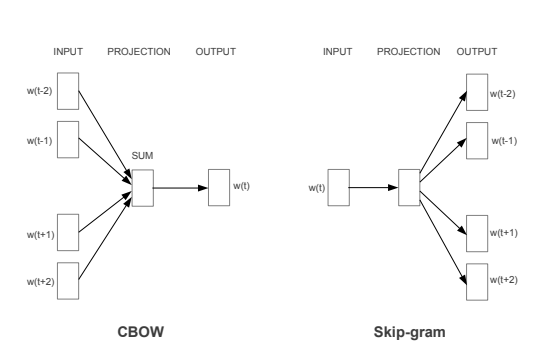 INPUT PROJECTION OUTPUT
w(t-2)
w(t-1)
SUM
w(t)
w(t+1)
w(t+2)
CBOW
INPUT PROJECTION OUTPUT
w(t-2)
w(t-1)
w(t)
w(t+1)
w(t+2)
Skip-gram